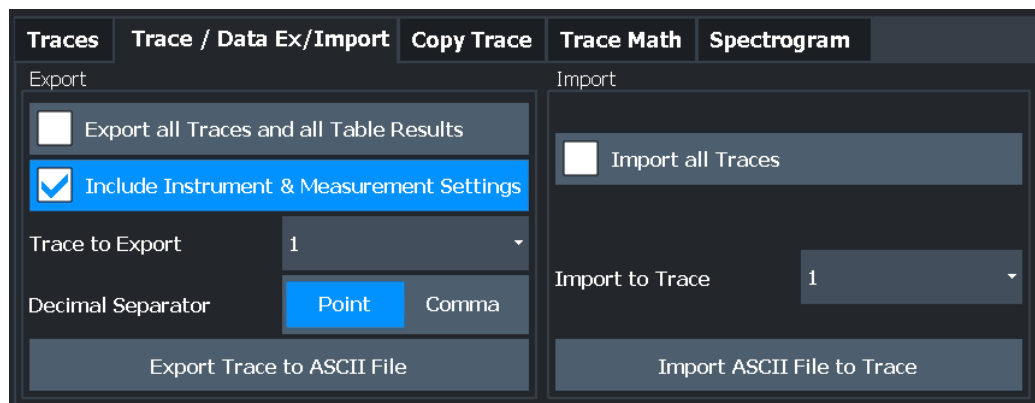 Traces Trace / Data Ex/Import Copy Trace Trace Math Spectrogram
Export
Export all Traces and all Table Results
Include Instrument & Measurement Settings
Trace to Export 1
Decimal Separator Point Comma
Export Trace to ASCII File
Import
Import all Traces
Import to Trace 1
Import ASCII File to Trace